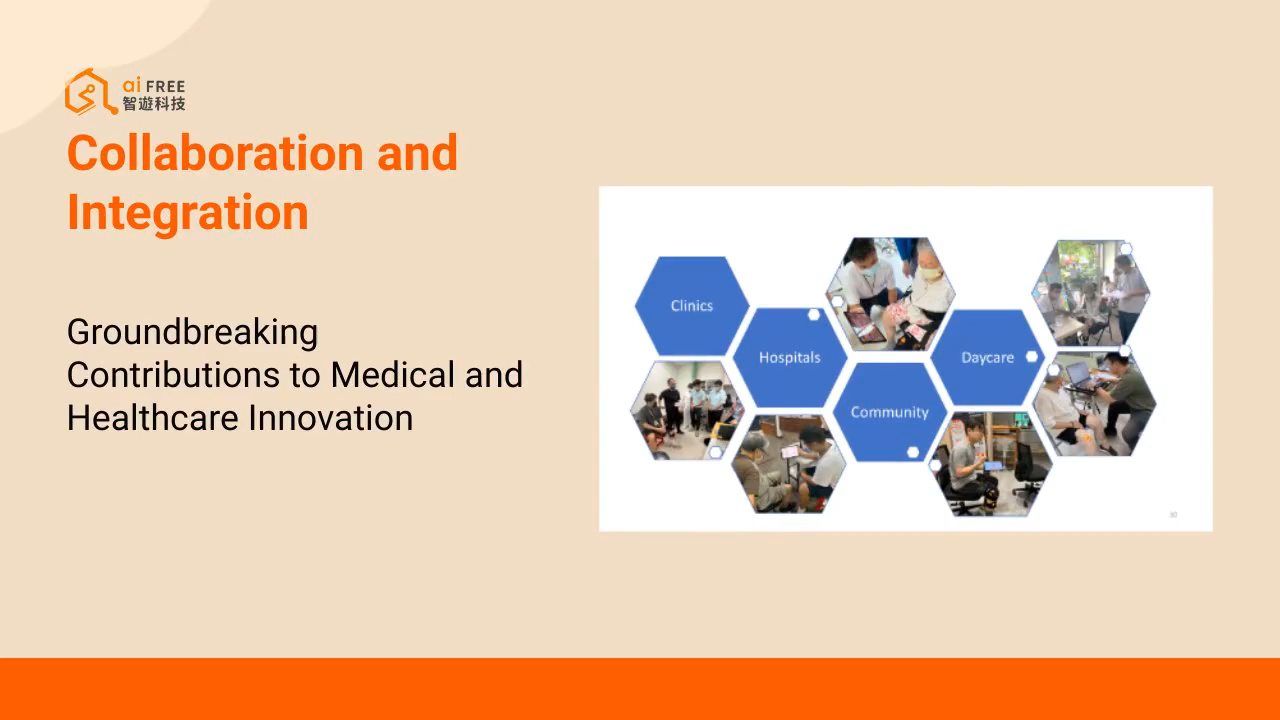 ai FREE
智遊科技
Collaboration and
Integration
Groundbreaking
Contributions to Medical and
Healthcare Innovation
Clinics
Hospitals
Daycare
Community